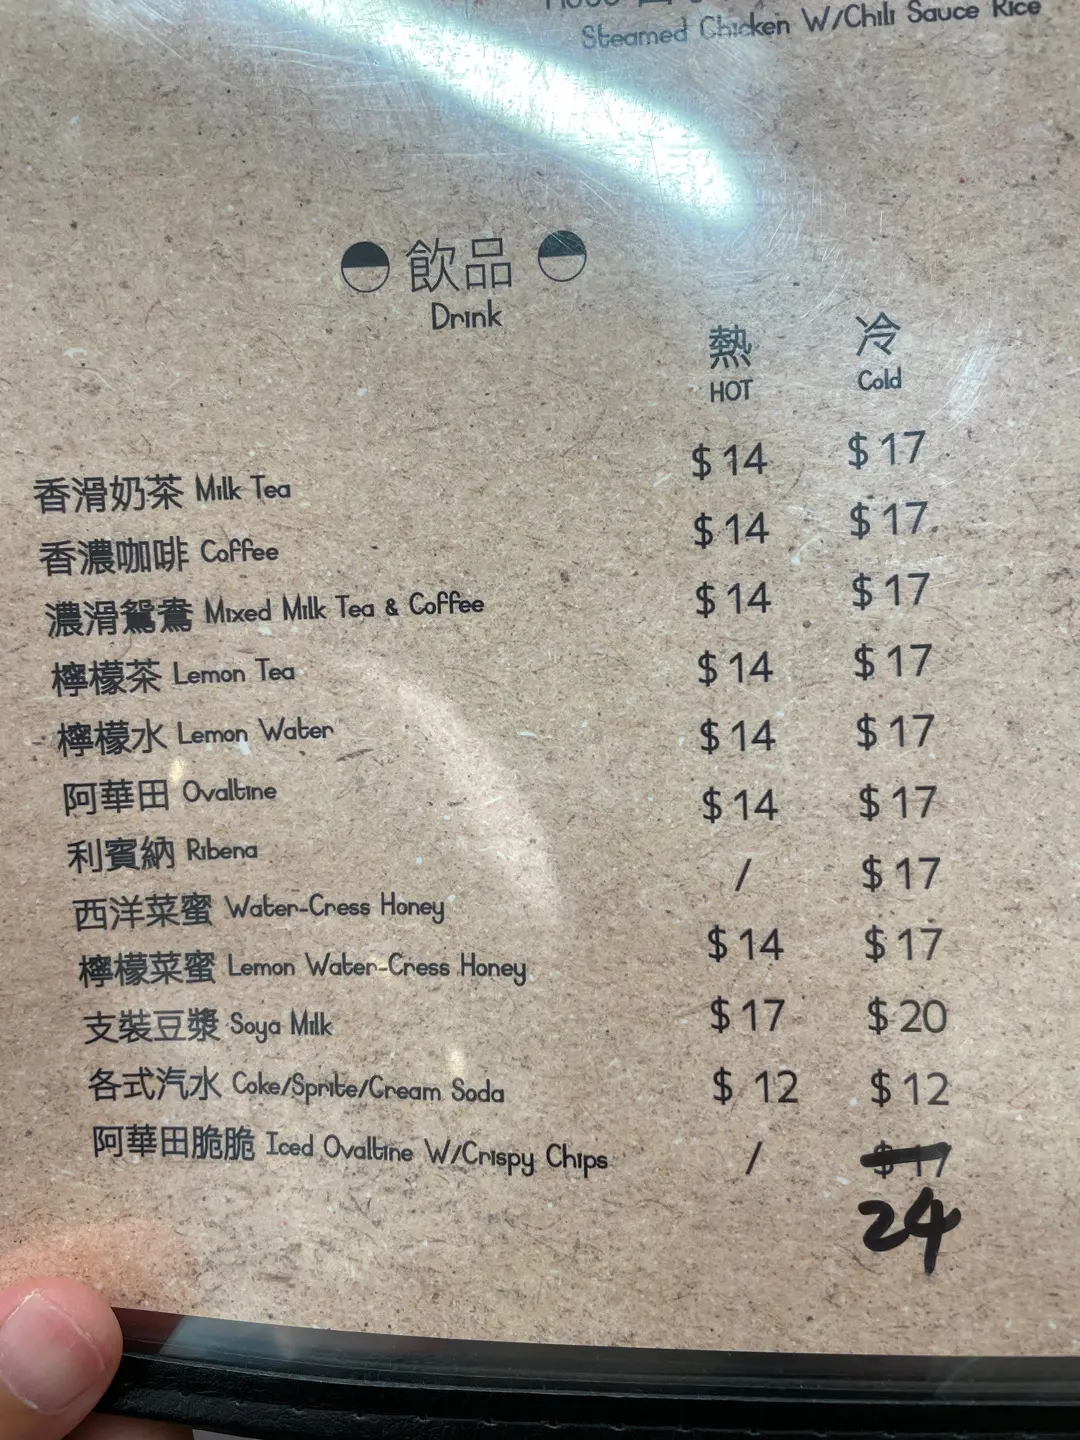 Steamed Chicken W/Chili Sauce Rice
飲品
Drink
熱 冷
HOT Cold
香滑奶茶 Milk Tea
香濃咖啡 Coffee
濃滑鴛鴦 Mixed Milk Tea & Coffee
檸檬茶 Lemon Tea
檸檬水 Lemon Water
阿華田 Ovaltine
利賓納 Ribena
西洋菜蜜 Water-Cress Honey
檸檬菜蜜 Lemon Water-Cress Honey
支裝豆漿 Soya Milk
各式汽水 Coke/Sprite/Cream Soda
阿華田脆脆 Iced Ovaltine W/Crispy Chips
$14 $17
$14 $17
$14 $17
$14 $17
$14 $17
$14 $17
/ $17
$14 $17
$17 $20
$12 $12
/ $17
24